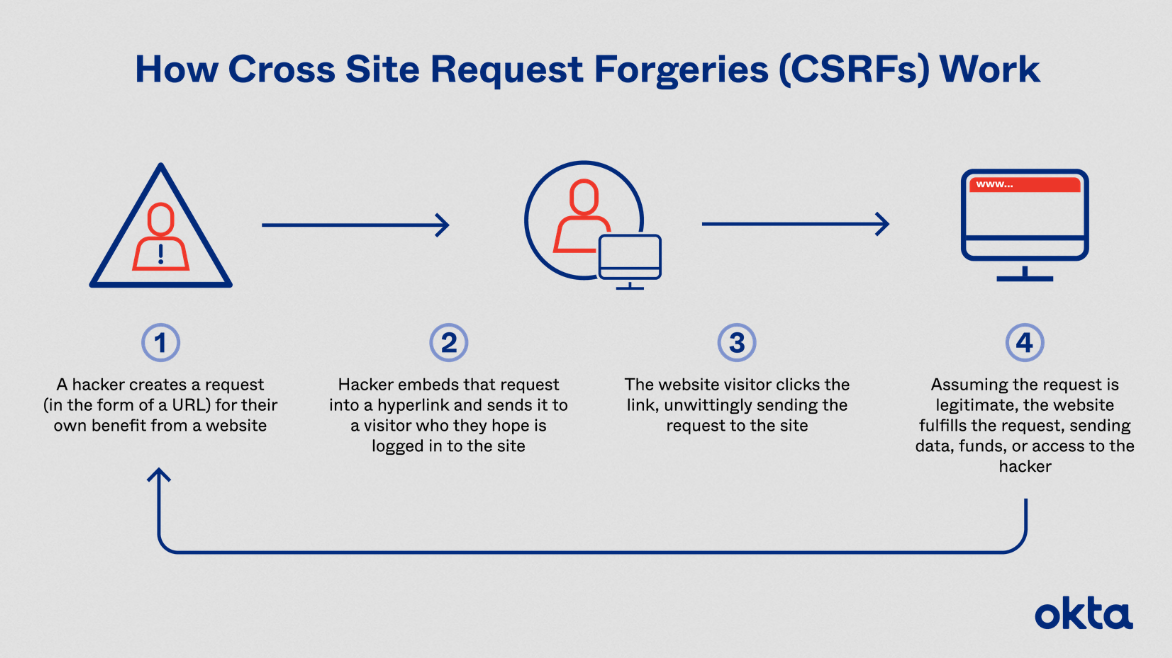 How Cross Site Request Forgeries (CSRFs) Work
www...
!
1
A hacker creates a request
(in the form of a URL) for their
own benefit from a website
2
Hacker embeds that request
into a hyperlink and sends it to
a visitor who they hope is
logged in to the site
3
The website visitor clicks the
link, unwittingly sending the
request to the site
4
Assuming the request is
legitimate, the website
fulfills the request, sending
data, funds, or access to the
hacker
okta